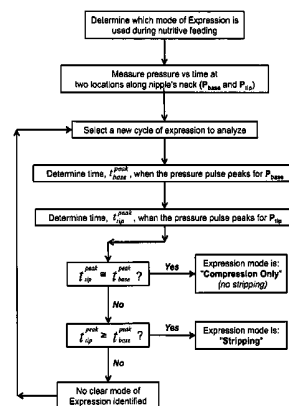 Determine which mode of Expression is
used during nutritive feeding
Measure pressure vs time at
two locations along nipple's neck (P_base and P_tip)
Select a new cycle of expression to analyze
Determine time, t_base^peak, when the pressure pulse peaks for P_base
Determine time, t_tip^peak, when the pressure pulse peaks for P_tip
t_tip^peak ≅ t_base^peak ?
Yes
Expression mode is:
"Compression Only"
(no stripping)
No
t_tip^peak ≥ t_base^peak ?
Yes
Expression mode is:
"Stripping"
No
No clear mode of
Expression identified